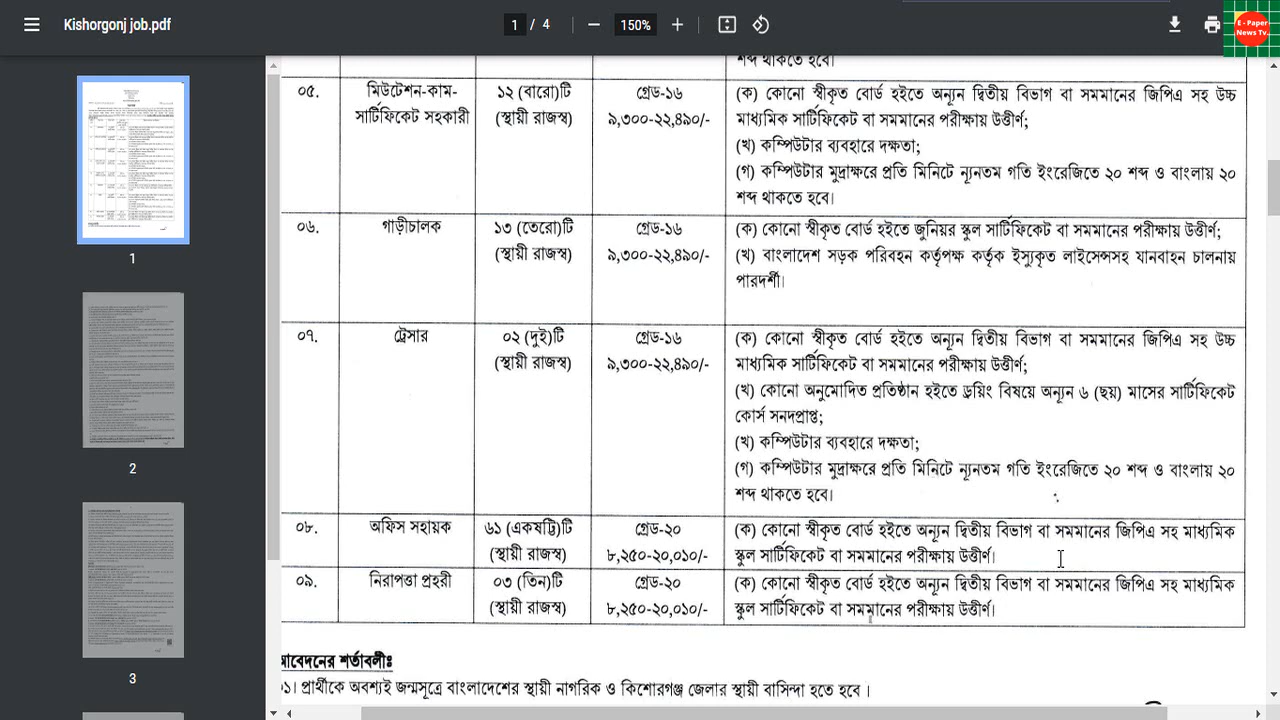 Kishorgonj job.pdf
1 / 4
150%
E - Paper
News Tv.
শব্দ থাকতে হবে।
০৫. মিউটেশন-কাম- ১২ (বারো)টি গ্রেড-১৬ (ক) কোনো স্বীকৃত বোর্ড হইতে অন্যূন দ্বিতীয় বিভাগ বা সমমানের জিপিএ সহ উচ্চ
সার্টিফিকেট সহকারী (স্থায়ী রাজস্ব) ৯,৩০০-২২,৪৯০/- মাধ্যমিক সার্টিফিকেট বা সমমানের পরীক্ষায় উত্তীর্ণ;
(খ) কম্পিউটার ব্যবহারে দক্ষতা;
(গ) কম্পিউটার মুদ্রাক্ষরে প্রতি মিনিটে ন্যূনতম গতি ইংরেজিতে ২০ শব্দ ও বাংলায় ২০
শব্দ থাকতে হবে।
০৬. গাড়ীচালক ১৩ (তেরো)টি গ্রেড-১৬ (ক) কোনো স্বীকৃত বোর্ড হইতে জুনিয়র স্কুল সার্টিফিকেট বা সমমানের পরীক্ষায় উত্তীর্ণ;
(স্থায়ী রাজস্ব) ৯,৩০০-২২,৪৯০/- (খ) বাংলাদেশ সড়ক পরিবহন কর্তৃপক্ষ কর্তৃক ইস্যুকৃত লাইসেন্সসহ যানবাহন চালনায়
পারদর্শী।
০৭. ট্রেসার ০২ (দুই)টি গ্রেড-১৬ (ক) কোনো স্বীকৃত বোর্ড হইতে অন্যূন দ্বিতীয় বিভাগ বা সমমানের জিপিএ সহ উচ্চ
(স্থায়ী রাজস্ব) ৯,৩০০-২২,৪৯০/- মাধ্যমিক সার্টিফিকেট বা সমমানের পরীক্ষায় উত্তীর্ণ;
(খ) কোনো অনুমোদিত প্রতিষ্ঠান হইতে ড্রয়িং বিষয়ে অন্যূন ৬ (ছয়) মাসের সার্টিফিকেট
কোর্স সনদপ্রাপ্ত;
(খ) কম্পিউটার ব্যবহারে দক্ষতা;
(গ) কম্পিউটার মুদ্রাক্ষরে প্রতি মিনিটে ন্যূনতম গতি ইংরেজিতে ২০ শব্দ ও বাংলায় ২০
শব্দ থাকতে হবে।
০৮. অফিস সহায়ক ৬১ (একষট্টি)টি গ্রেড-২০ (ক) কোনো স্বীকৃত বোর্ড হইতে অন্যূন দ্বিতীয় বিভাগ বা সমমানের জিপিএ সহ মাধ্যমিক
(স্থায়ী রাজস্ব) ৮,২৫০-২০,০১০/- স্কুল সার্টিফিকেট বা সমমানের পরীক্ষায় উত্তীর্ণ।
০৯. নিরাপত্তা প্রহরী ০৩ (তিন)টি গ্রেড-২০ (ক) কোনো স্বীকৃত বোর্ড হইতে অন্যূন দ্বিতীয় বিভাগ বা সমমানের জিপিএ সহ মাধ্যমিক
(স্থায়ী রাজস্ব) ৮,২৫০-২০,০১০/- স্কুল সার্টিফিকেট বা সমমানের পরীক্ষায় উত্তীর্ণ।
আবেদনের শর্তাবলীঃ
০১। প্রার্থীকে অবশ্যই জন্মসূত্রে বাংলাদেশের স্থায়ী নাগরিক ও কিশোরগঞ্জ জেলার স্থায়ী বাসিন্দা হতে হবে।
1
2
3